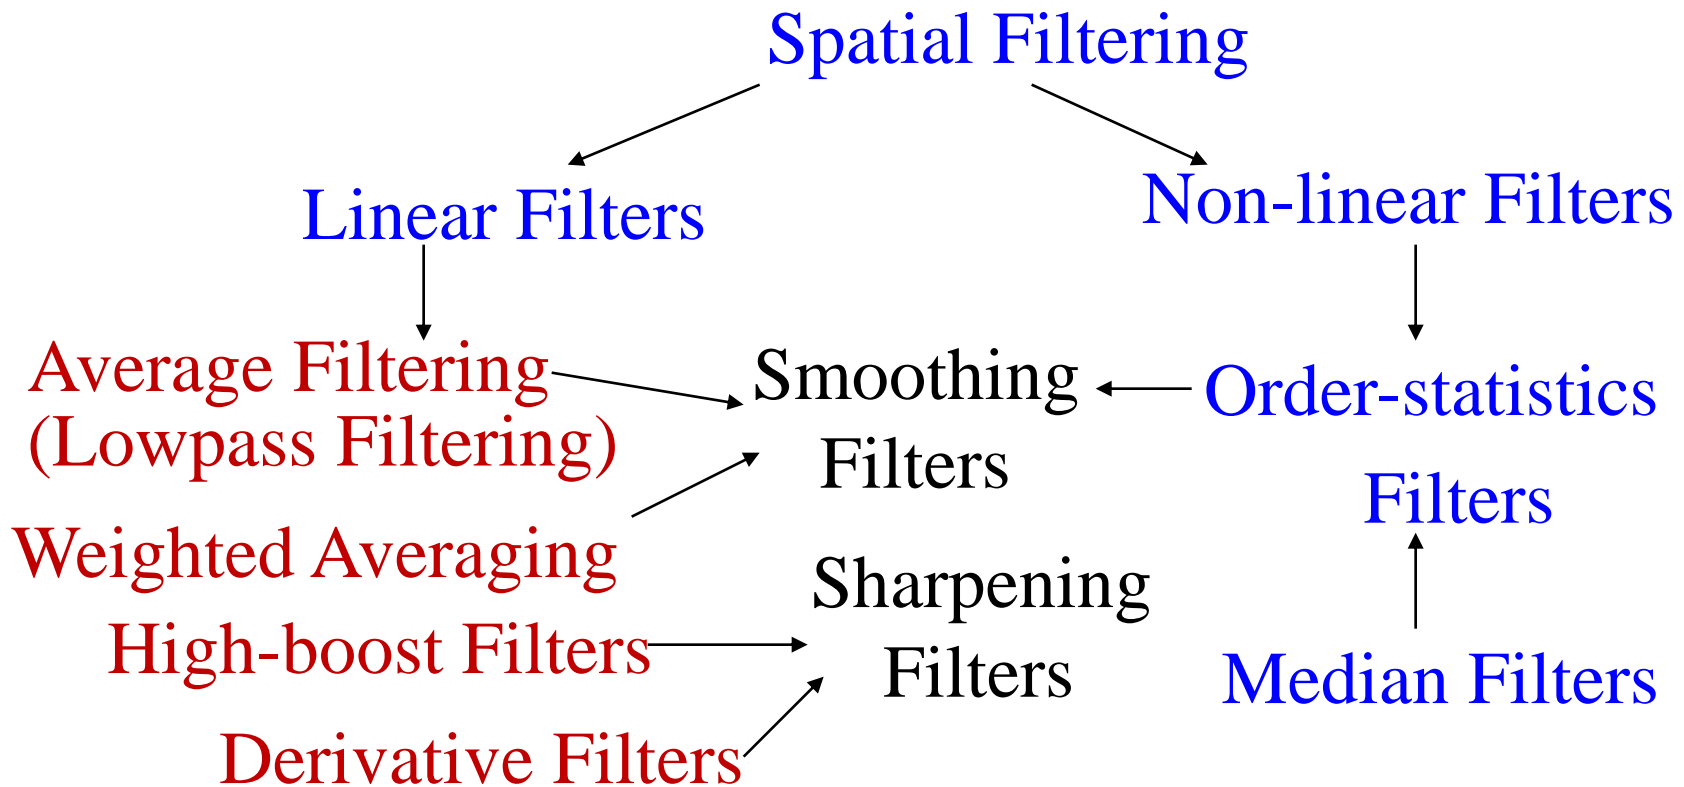 Spatial Filtering
Linear Filters
Non-linear Filters
Average Filtering
(Lowpass Filtering)
Weighted Averaging
High-boost Filters
Derivative Filters
Smoothing
Filters
Sharpening
Filters
Order-statistics
Filters
Median Filters